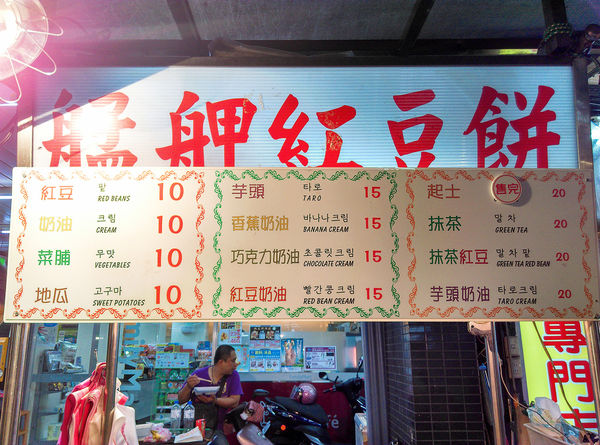 艋舺紅豆餅
紅豆 팥 RED BEANS 10
奶油 크림 CREAM 10
菜脯 무맛 VEGETABLES 10
地瓜 고구마 SWEET POTATOES 10
芋頭 타로 TARO 15
香蕉奶油 바나나크림 BANANA CREAM 15
巧克力奶油 초콜릿크림 CHOCOLATE CREAM 15
紅豆奶油 빨간콩크림 RED BEAN CREAM 15
起士 售完 20
抹茶 말차 GREEN TEA 20
抹茶紅豆 말차팥 GREEN TEA RED BEAN 20
芋頭奶油 타로크림 TARO CREAM 20
專門店